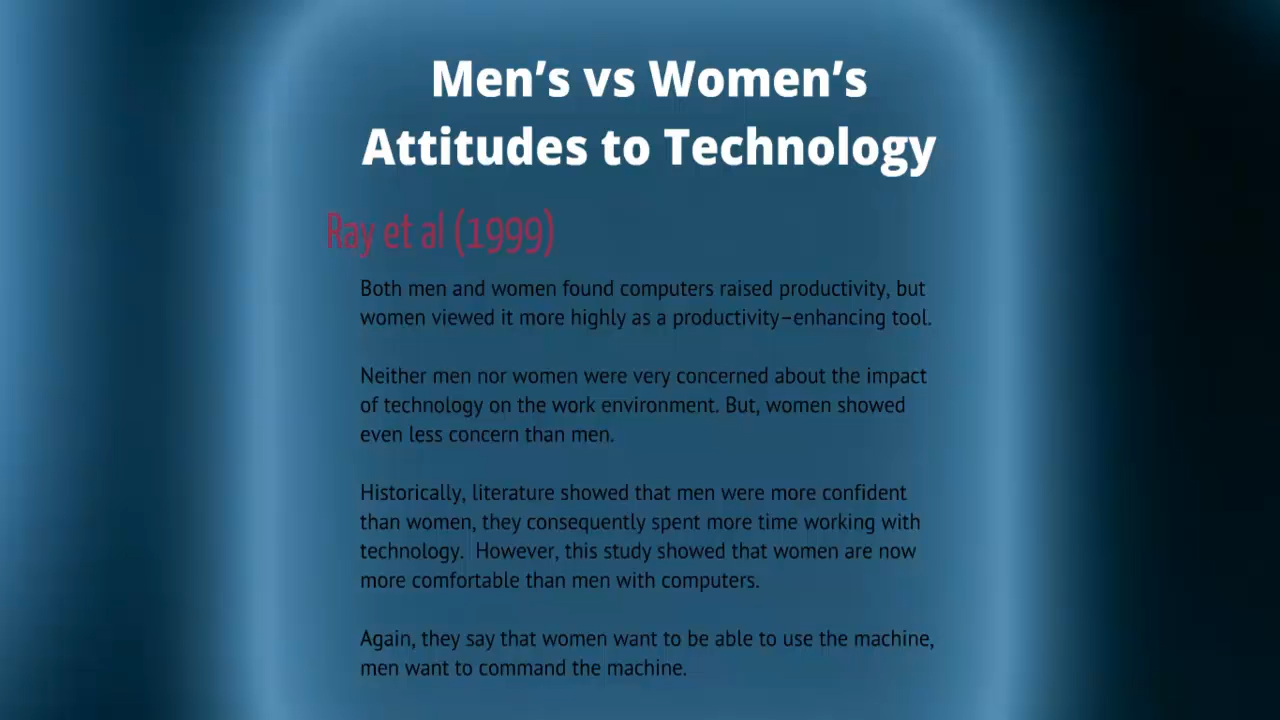 Men’s vs Women’s
Attitudes to Technology
Ray et al (1999)
Both men and women found computers raised productivity, but
women viewed it more highly as a productivity–enhancing tool.
Neither men nor women were very concerned about the impact
of technology on the work environment. But, women showed
even less concern than men.
Historically, literature showed that men were more confident
than women, they consequently spent more time working with
technology.  However, this study showed that women are now
more comfortable than men with computers.
Again, they say that women want to be able to use the machine,
men want to command the machine.